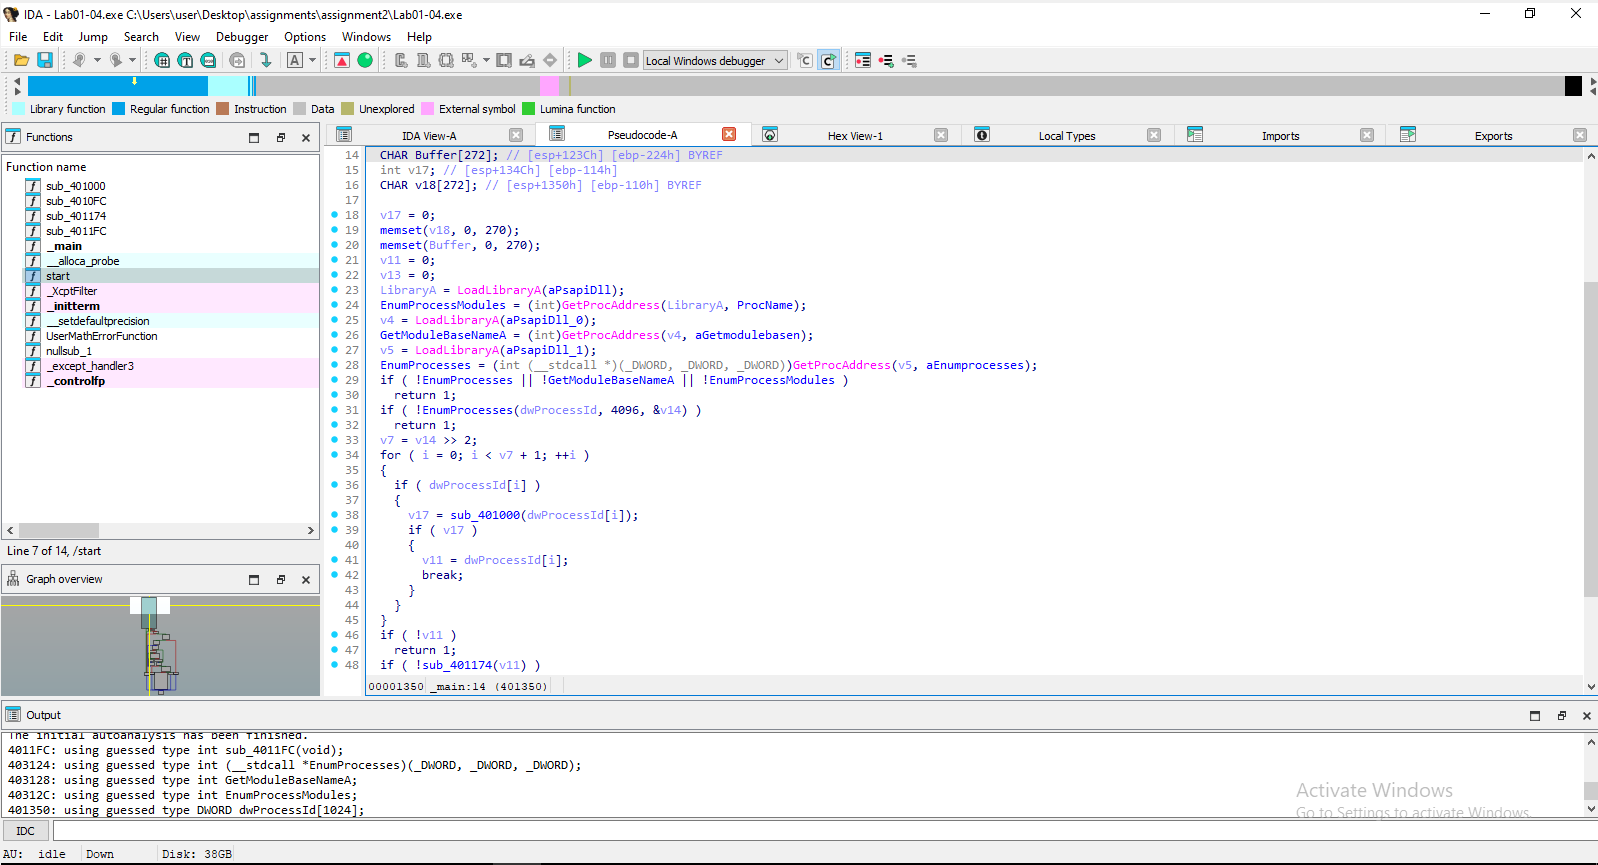 IDA - Lab01-04.exe C:\Users\user\Desktop\assignments\assignment2\Lab01-04.exe
File Edit Jump Search View Debugger Options Windows Help
Local Windows debugger
Library function Regular function Instruction Data Unexplored External symbol Lumina function
Functions
IDA View-A Pseudocode-A Hex View-1 Local Types Imports Exports
Function name
sub_401000
sub_4010FC
sub_401174
sub_4011FC
_main
__alloca_probe
start
_XcptFilter
_initterm
__setdefaultprecision
UserMathErrorFunction
nullsub_1
_except_handler3
_controlfp
Line 7 of 14, /start
Graph overview
14 CHAR Buffer[272]; // [esp+123Ch] [ebp-224h] BYREF
15 int v17; // [esp+134Ch] [ebp-114h]
16 CHAR v18[272]; // [esp+1350h] [ebp-110h] BYREF
17
18 v17 = 0;
19 memset(v18, 0, 270);
20 memset(Buffer, 0, 270);
21 v11 = 0;
22 v13 = 0;
23 LibraryA = LoadLibraryA(aPsapiDll);
24 EnumProcessModules = (int)GetProcAddress(LibraryA, ProcName);
25 v4 = LoadLibraryA(aPsapiDll_0);
26 GetModuleBaseNameA = (int)GetProcAddress(v4, aGetmodulebasen);
27 v5 = LoadLibraryA(aPsapiDll_1);
28 EnumProcesses = (int (__stdcall *)(_DWORD, _DWORD, _DWORD))GetProcAddress(v5, aEnumprocesses);
29 if ( !EnumProcesses || !GetModuleBaseNameA || !EnumProcessModules )
30 return 1;
31 if ( !EnumProcesses(dwProcessId, 4096, &v14) )
32 return 1;
33 v7 = v14 >> 2;
34 for ( i = 0; i < v7 + 1; ++i )
35 {
36 if ( dwProcessId[i] )
37 {
38 v17 = sub_401000(dwProcessId[i]);
39 if ( v17 )
40 {
41 v11 = dwProcessId[i];
42 break;
43 }
44 }
45 }
46 if ( !v11 )
47 return 1;
48 if ( !sub_401174(v11) )
00001350 _main:14 (401350)
Output
The initial autoanalysis has been finished.
4011FC: using guessed type int sub_4011FC(void);
403124: using guessed type int (__stdcall *EnumProcesses)(_DWORD, _DWORD, _DWORD);
403128: using guessed type int GetModuleBaseNameA;
40312C: using guessed type int EnumProcessModules;
401350: using guessed type DWORD dwProcessId[1024];
Activate Windows
Go to Settings to activate Windows.
IDC
AU: idle Down Disk: 38GB